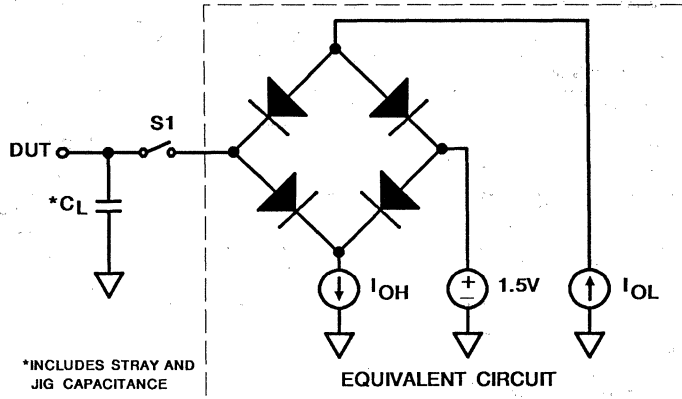 S1
DUT
*CL
IOH
+
−
1.5V
IOL
*INCLUDES STRAY AND
JIG CAPACITANCE
EQUIVALENT CIRCUIT